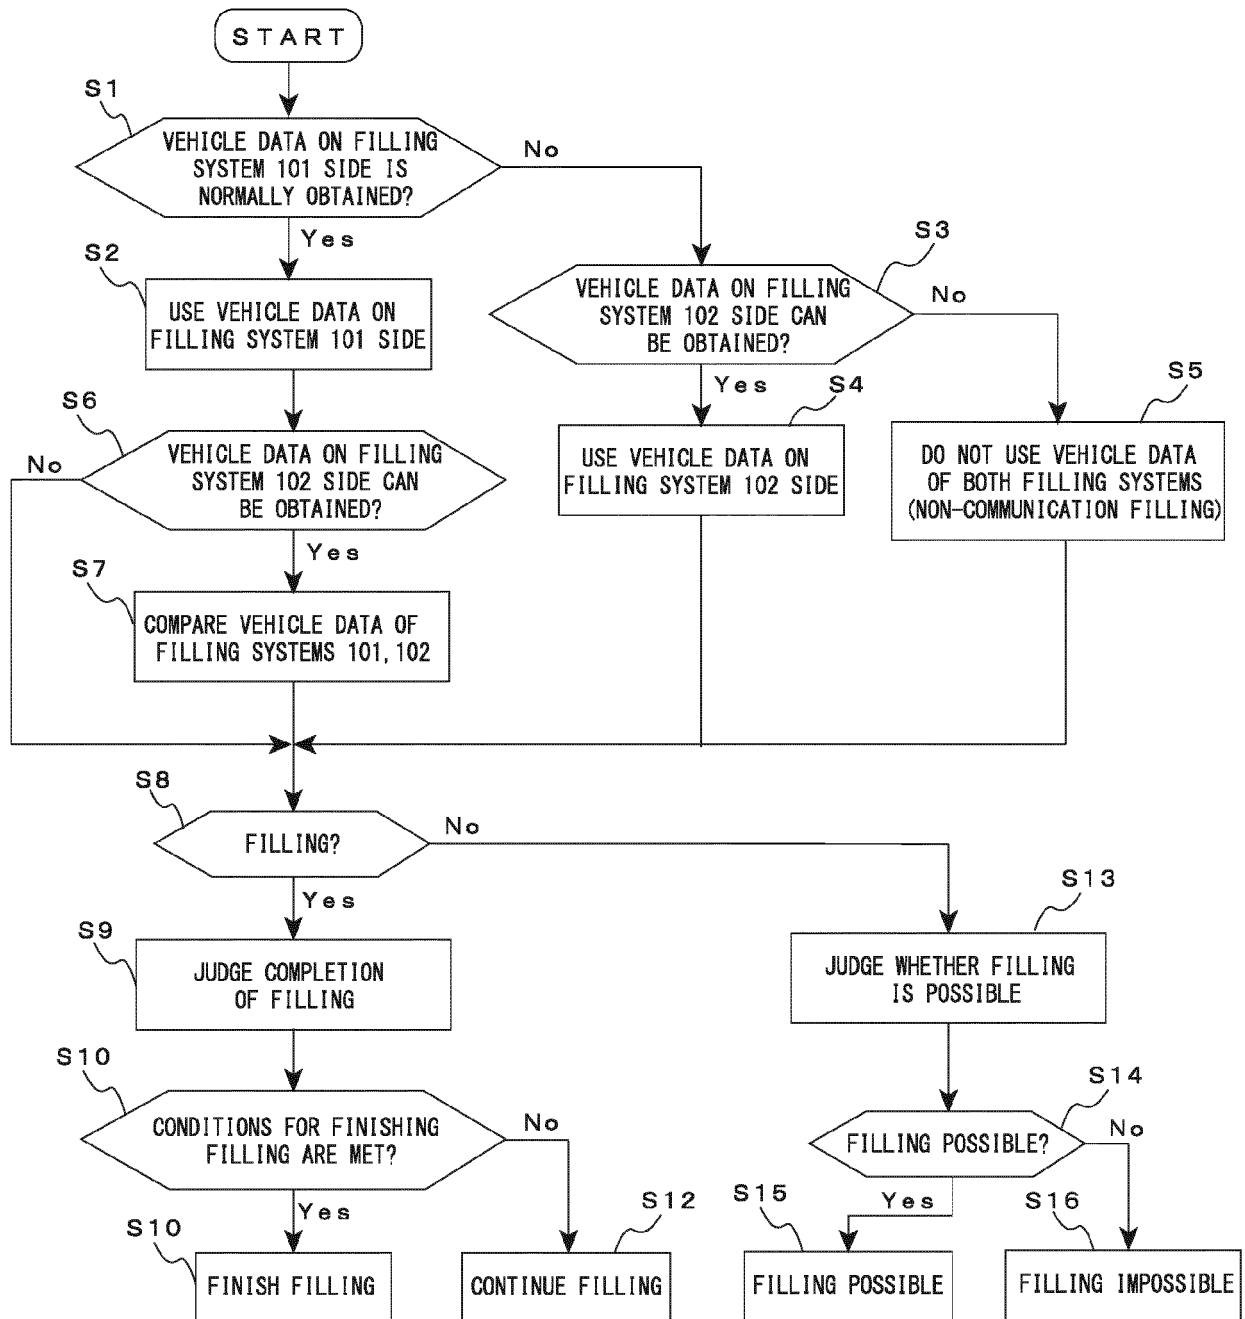 START
S1
VEHICLE DATA ON FILLING
SYSTEM 101 SIDE IS
NORMALLY OBTAINED?
No
Yes
S2
USE VEHICLE DATA ON
FILLING SYSTEM 101 SIDE
S3
VEHICLE DATA ON FILLING
SYSTEM 102 SIDE CAN
BE OBTAINED?
No
Yes
S4
USE VEHICLE DATA ON
FILLING SYSTEM 102 SIDE
S5
DO NOT USE VEHICLE DATA
OF BOTH FILLING SYSTEMS
(NON-COMMUNICATION FILLING)
S6
No
VEHICLE DATA ON FILLING
SYSTEM 102 SIDE CAN
BE OBTAINED?
Yes
S7
COMPARE VEHICLE DATA OF
FILLING SYSTEMS 101,102
S8
FILLING?
No
Yes
S9
JUDGE COMPLETION
OF FILLING
S10
CONDITIONS FOR FINISHING
FILLING ARE MET?
No
Yes
S10
FINISH FILLING
S12
CONTINUE FILLING
S13
JUDGE WHETHER FILLING
IS POSSIBLE
S14
FILLING POSSIBLE?
No
Yes
S15
FILLING POSSIBLE
S16
FILLING IMPOSSIBLE